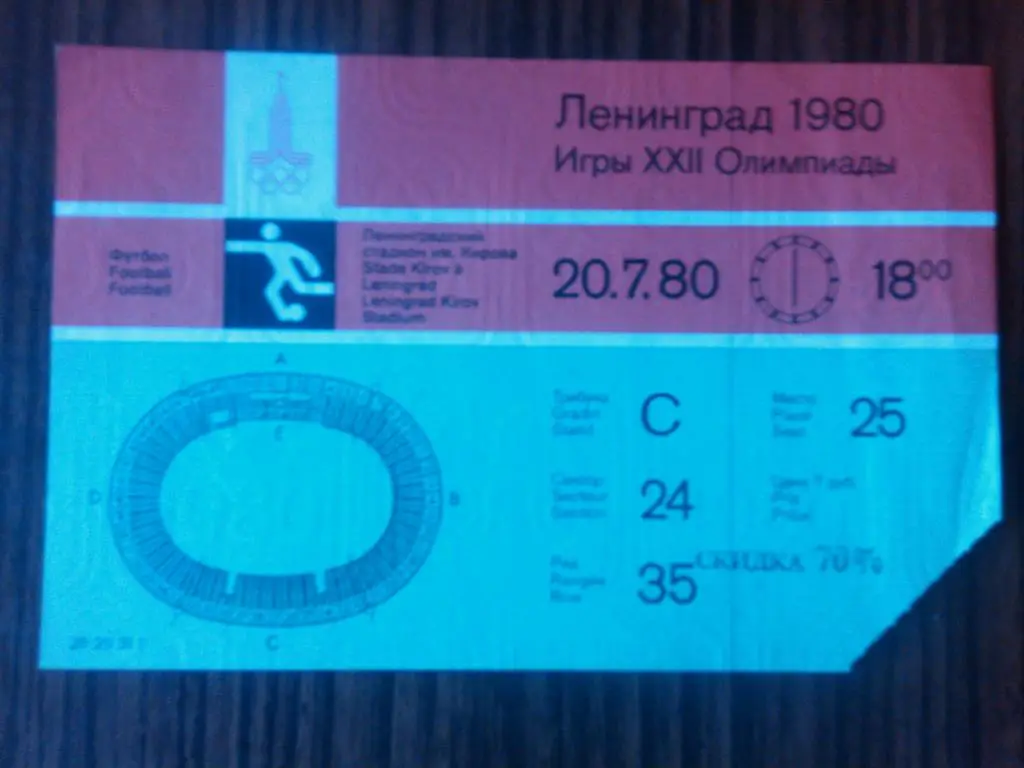 Ленинград 1980
Игры XXII Олимпиады
Футбол
Football
Football
Ленинградский
стадион им. Кирова
Stade Kirov à
Leningrad
Leningrad Kirov
Stadium
20.7.80
18⁰⁰
A
E
D
B
C
Трибуна
C
Место
25
Сектор
24
Ряд
35
СКИДКА 70%